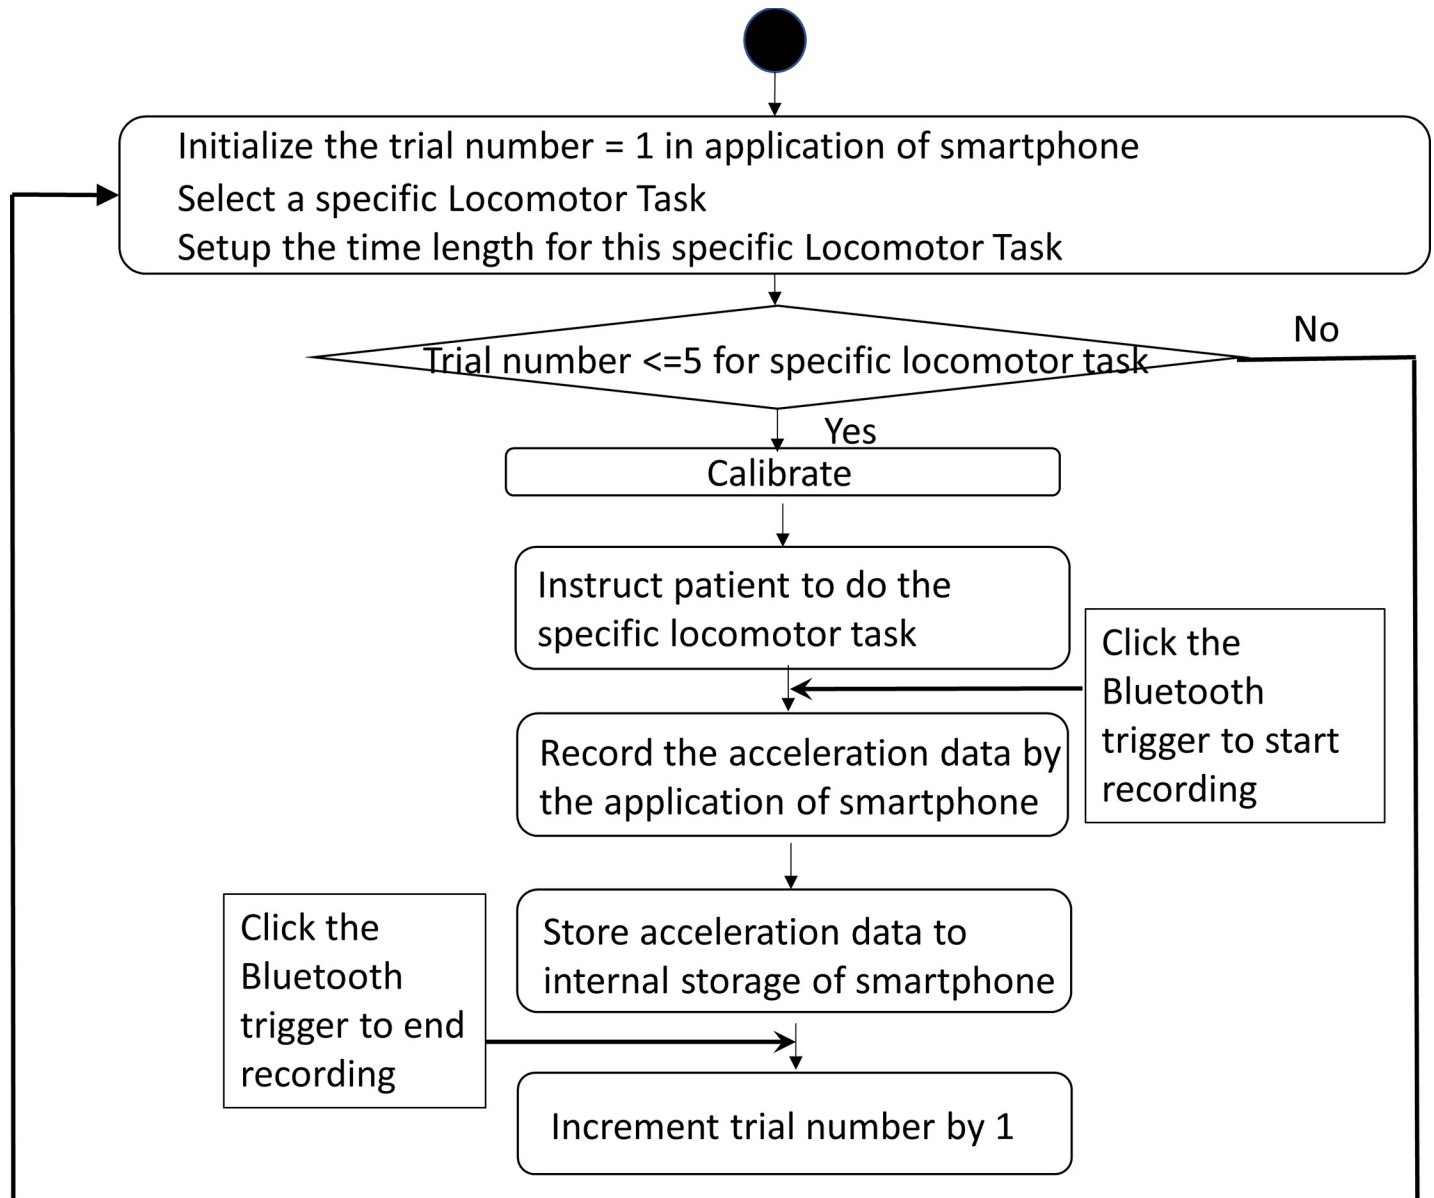 Initialize the trial number = 1 in application of smartphone
Select a specific Locomotor Task
Setup the time length for this specific Locomotor Task
No
Trial number <=5 for specific locomotor task
Yes
Calibrate
Instruct patient to do the
specific locomotor task
Click the
Bluetooth
trigger to start
recording
Record the acceleration data by
the application of smartphone
Store acceleration data to
internal storage of smartphone
Click the
Bluetooth
trigger to end
recording
Increment trial number by 1